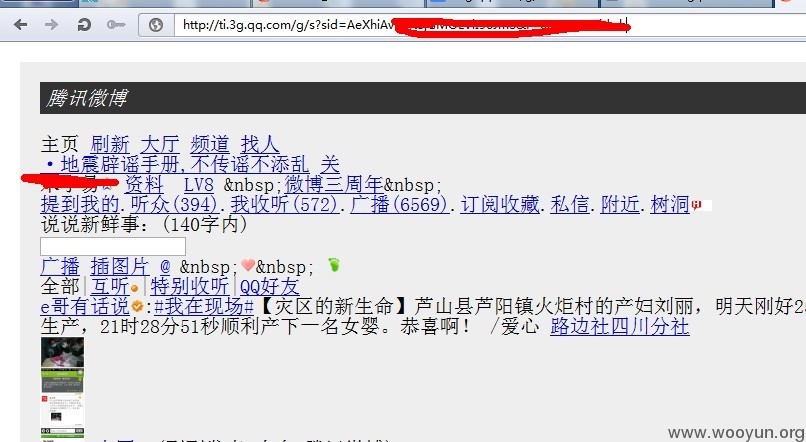 http://ti.3g.qq.com/g/s?sid=AeXhiAv
腾讯微博
主页 刷新 大厅 频道 找人
·地震辟谣手册,不传谣不添乱 关
易 资料 LV8 &nbsp;微博三周年&nbsp;
提到我的.听众(394).我收听(572).广播(6569).订阅收藏.私信.附近.树洞
说说新鲜事：(140字内)
广播 插图片 @ &nbsp;&nbsp;
全部|互听|特别收听|QQ好友
e哥有话说:#我在现场#【灾区的新生命】芦山县芦阳镇火炬村的产妇刘丽，明天刚好2
生产，21时28分51秒顺利产下一名女婴。恭喜啊！ /爱心 路边社四川分社
www.wooyun.org